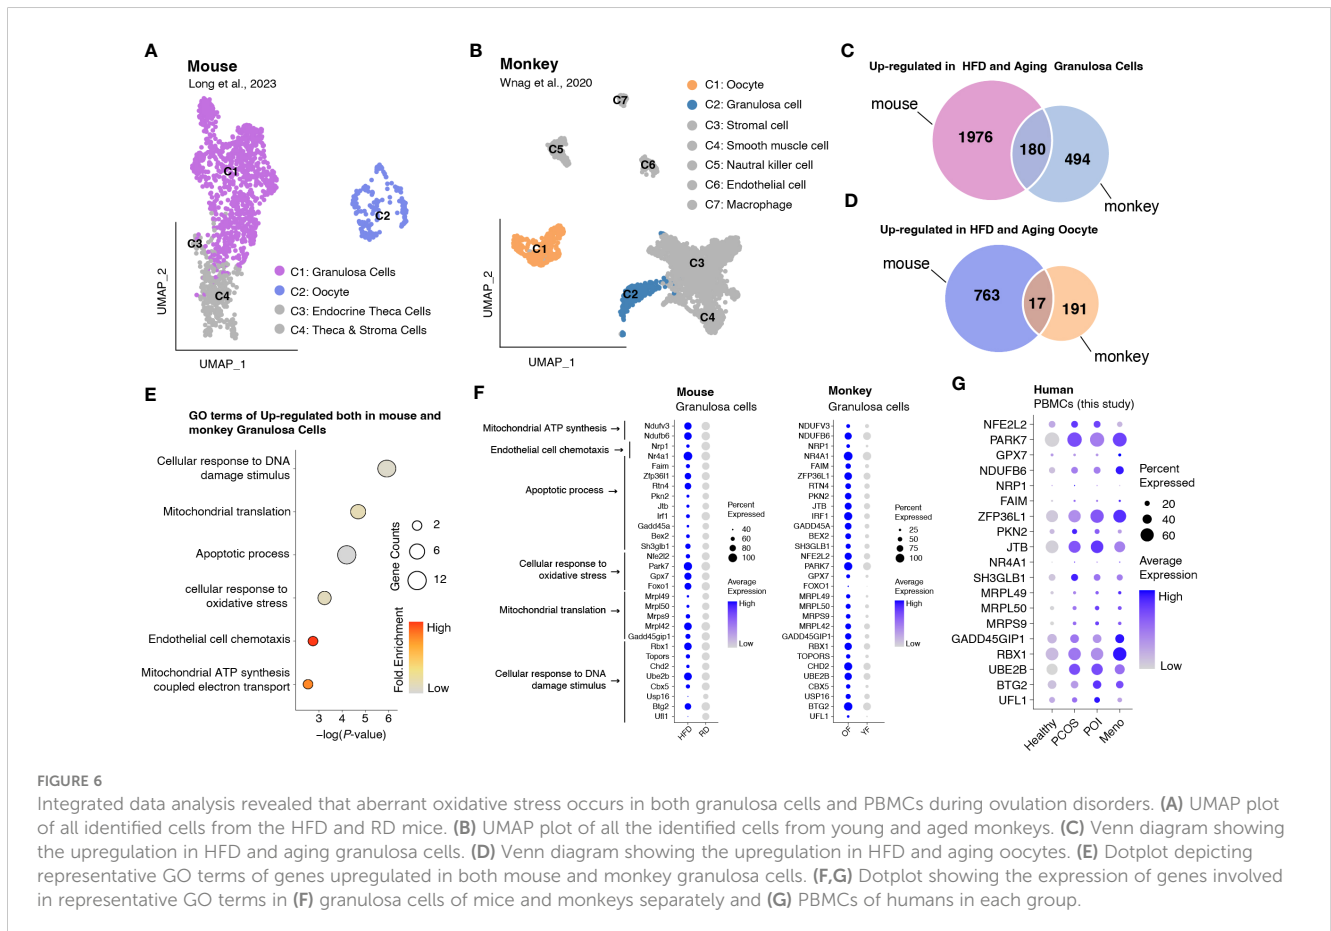 A
Mouse
Long et al., 2023
C1
C2
C3
C4
UMAP_2
UMAP_1
C1: Granulosa Cells
C2: Oocyte
C3: Endocrine Theca Cells
C4: Theca & Stroma Cells
B
Monkey
Wnag et al., 2020
C7
C5
C6
C1
C2
C3
C4
UMAP_2
UMAP_1
C1: Oocyte
C2: Granulosa cell
C3: Stromal cell
C4: Smooth muscle cell
C5: Nautral killer cell
C6: Endothelial cell
C7: Macrophage
C
Up-regulated in HFD and Aging Granulosa Cells
mouse
1976
180
494
monkey
D
Up-regulated in HFD and Aging Oocyte
mouse
763
17
191
monkey
E
GO terms of Up-regulated both in mouse and
monkey Granulosa Cells
Cellular response to DNA
damage stimulus
Mitochondrial translation
Apoptotic process
cellular response to
oxidative stress
Endothelial cell chemotaxis
Mitochondrial ATP synthesis
coupled electron transport
3 4 5 6
−log(P-value)
Gene Counts
2
6
12
Fold.Enrichment
High
Low
F
Mouse
Granulosa cells
Mitochondrial ATP synthesis →
Endothelial cell chemotaxis →
Apoptotic process →
Cellular response to →
oxidative stress
Mitochondrial translation →
Cellular response to DNA →
damage stimulus
Ndufv3
Ndufb6
Nrp1
Nr4a1
Faim
Zfp36l1
Rtn4
Pkn2
Jtb
Irf1
Gadd45a
Bex2
Sh3glb1
Nfe2l2
Park7
Gpx7
Foxo1
Mrpl49
Mrpl50
Mrps9
Mrpl42
Gadd45gip1
Rbx1
Topors
Chd2
Ube2b
Cbx5
Usp16
Btg2
Ufl1
HFD
RD
Percent
Expressed
40
60
80
100
Average
Expression
High
Low
Monkey
Granulosa cells
NDUFV3
NDUFB6
NRP1
NR4A1
FAIM
ZFP36L1
RTN4
PKN2
JTB
IRF1
GADD45A
BEX2
SH3GLB1
NFE2L2
PARK7
GPX7
FOXO1
MRPL49
MRPL50
MRPS9
MRPL42
GADD45GIP1
RBX1
TOPORS
CHD2
UBE2B
CBX5
USP16
BTG2
UFL1
OF
YF
Percent
Expressed
25
50
75
100
Average
Expression
High
Low
G
Human
PBMCs (this study)
NFE2L2
PARK7
GPX7
NDUFB6
NRP1
FAIM
ZFP36L1
PKN2
JTB
NR4A1
SH3GLB1
MRPL49
MRPL50
MRPS9
GADD45GIP1
RBX1
UBE2B
BTG2
UFL1
Healthy
PCOS
POI
Meno
Percent
Expressed
20
40
60
Average
Expression
High
Low
FIGURE 6
Integrated data analysis revealed that aberrant oxidative stress occurs in both granulosa cells and PBMCs during ovulation disorders. (A) UMAP plot
of all identified cells from the HFD and RD mice. (B) UMAP plot of all the identified cells from young and aged monkeys. (C) Venn diagram showing
the upregulation in HFD and aging granulosa cells. (D) Venn diagram showing the upregulation in HFD and aging oocytes. (E) Dotplot depicting
representative GO terms of genes upregulated in both mouse and monkey granulosa cells. (F,G) Dotplot showing the expression of genes involved
in representative GO terms in (F) granulosa cells of mice and monkeys separately and (G) PBMCs of humans in each group.